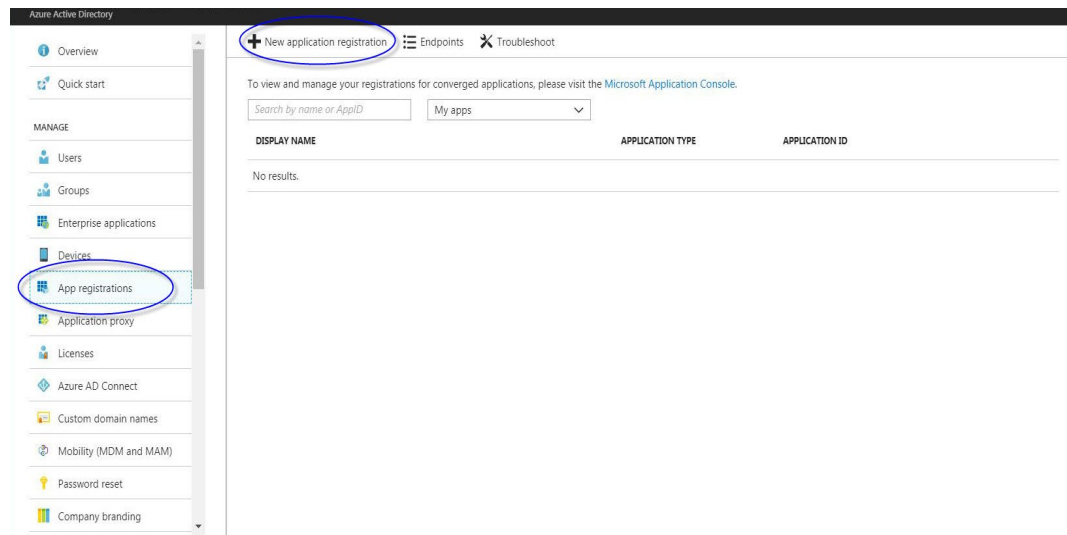 Azure Active Directory
Overview
Quick start
MANAGE
Users
Groups
Enterprise applications
Devices
App registrations
Application proxy
Licenses
Azure AD Connect
Custom domain names
Mobility (MDM and MAM)
Password reset
Company branding
New application registration Endpoints Troubleshoot
To view and manage your registrations for converged applications, please visit the Microsoft Application Console.
Search by name or AppID My apps
DISPLAY NAME APPLICATION TYPE APPLICATION ID
No results.